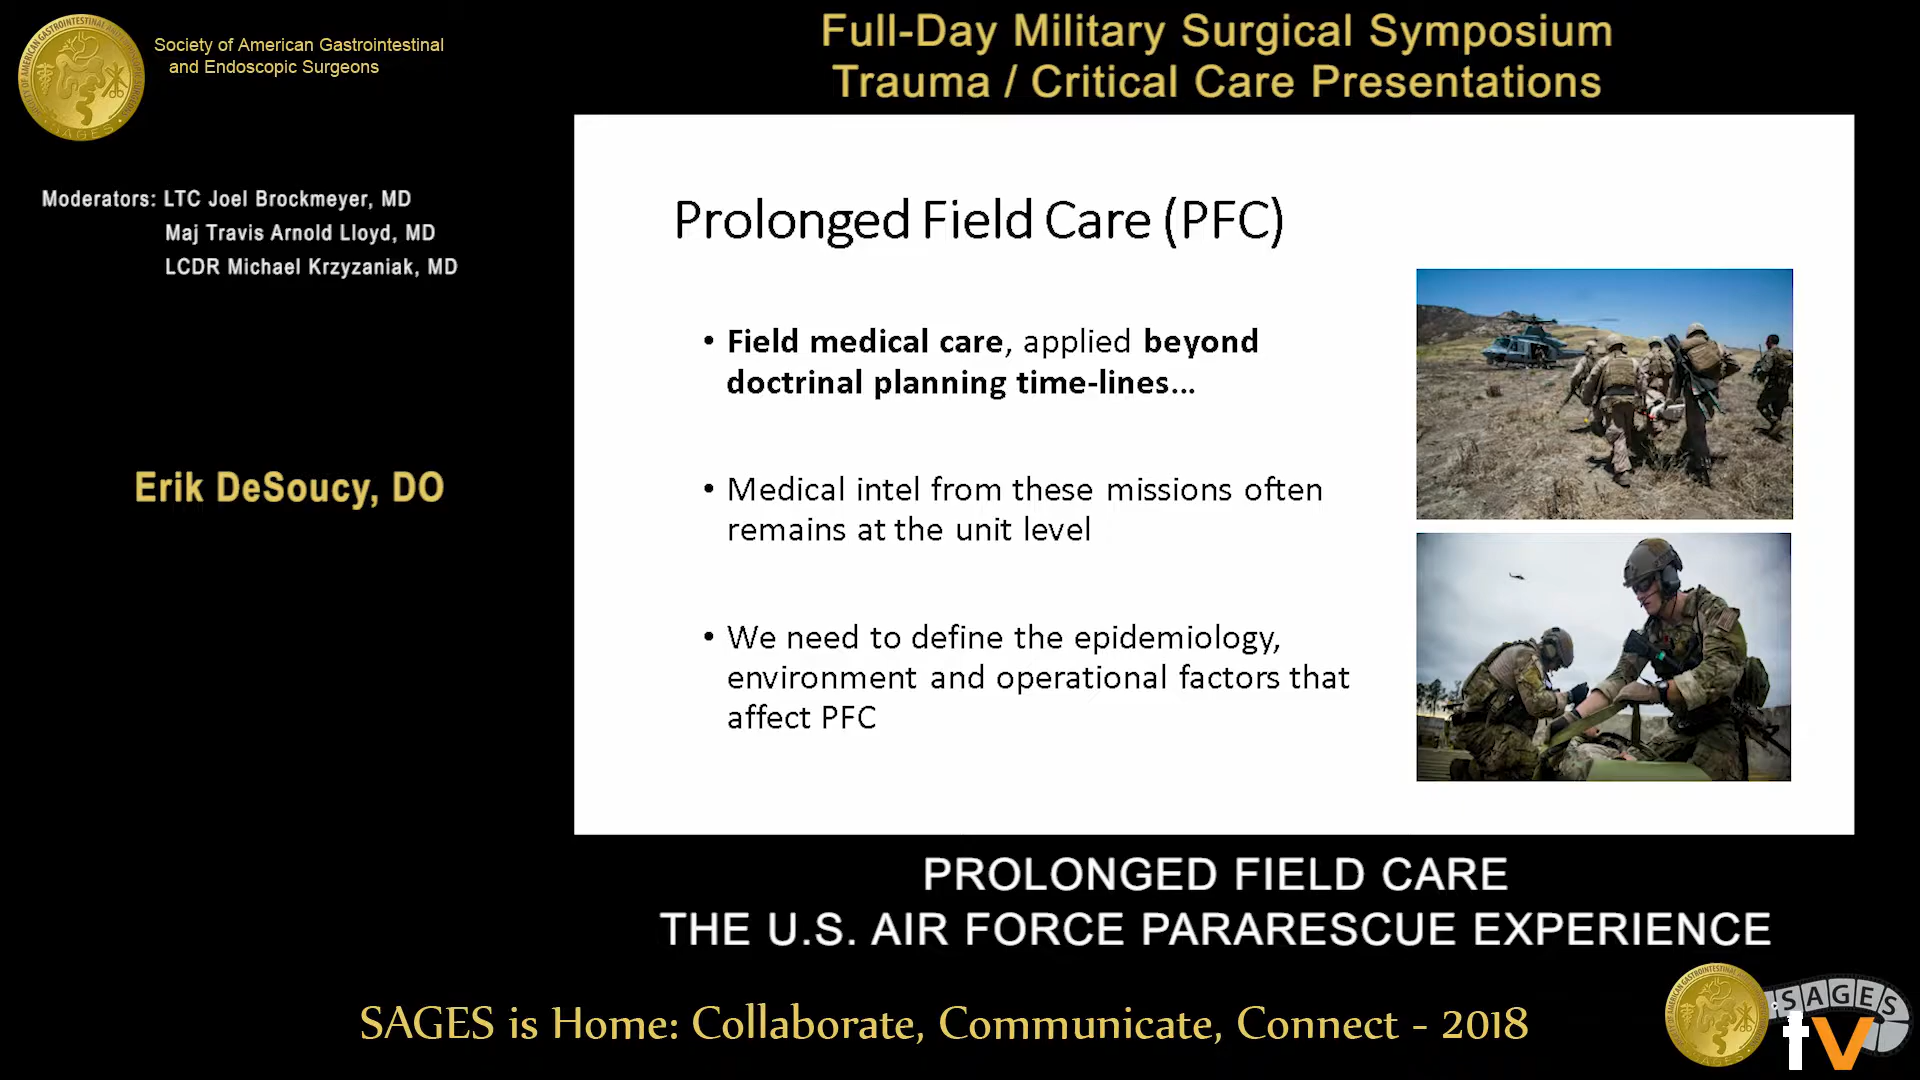 Society of American Gastrointestinal
and Endoscopic Surgeons
Full-Day Military Surgical Symposium
Trauma / Critical Care Presentations
Moderators: LTC Joel Brockmeyer, MD
Maj Travis Arnold Lloyd, MD
LCDR Michael Krzyzaniak, MD
Erik DeSoucy, DO
Prolonged Field Care (PFC)
• Field medical care, applied beyond
doctrinal planning time-lines...
• Medical intel from these missions often
remains at the unit level
• We need to define the epidemiology,
environment and operational factors that
affect PFC
PROLONGED FIELD CARE
THE U.S. AIR FORCE PARARESCUE EXPERIENCE
SAGES is Home: Collaborate, Communicate, Connect - 2018
SAGES
tv